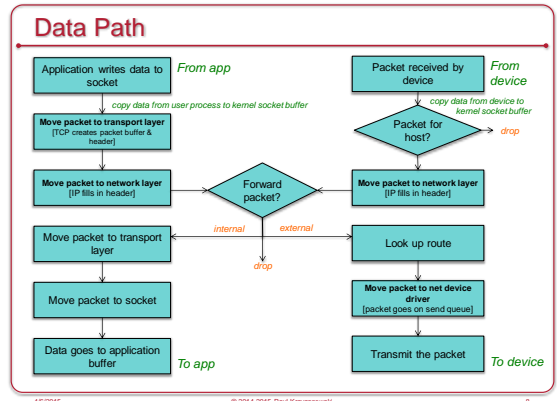 Data Path
Application writes data to
socket
From app
Packet received by
device
From
device
copy data from user process to kernel socket buffer
copy data from device to
kernel socket buffer
Move packet to transport layer
[TCP creates packet buffer &
header]
Packet for
host?
drop
Move packet to network layer
[IP fills in header]
Forward
packet?
Move packet to network layer
[IP fills in header]
internal
external
drop
Move packet to transport
layer
Look up route
Move packet to socket
Move packet to net device
driver
[packet goes on send queue]
Data goes to application
buffer
To app
Transmit the packet
To device